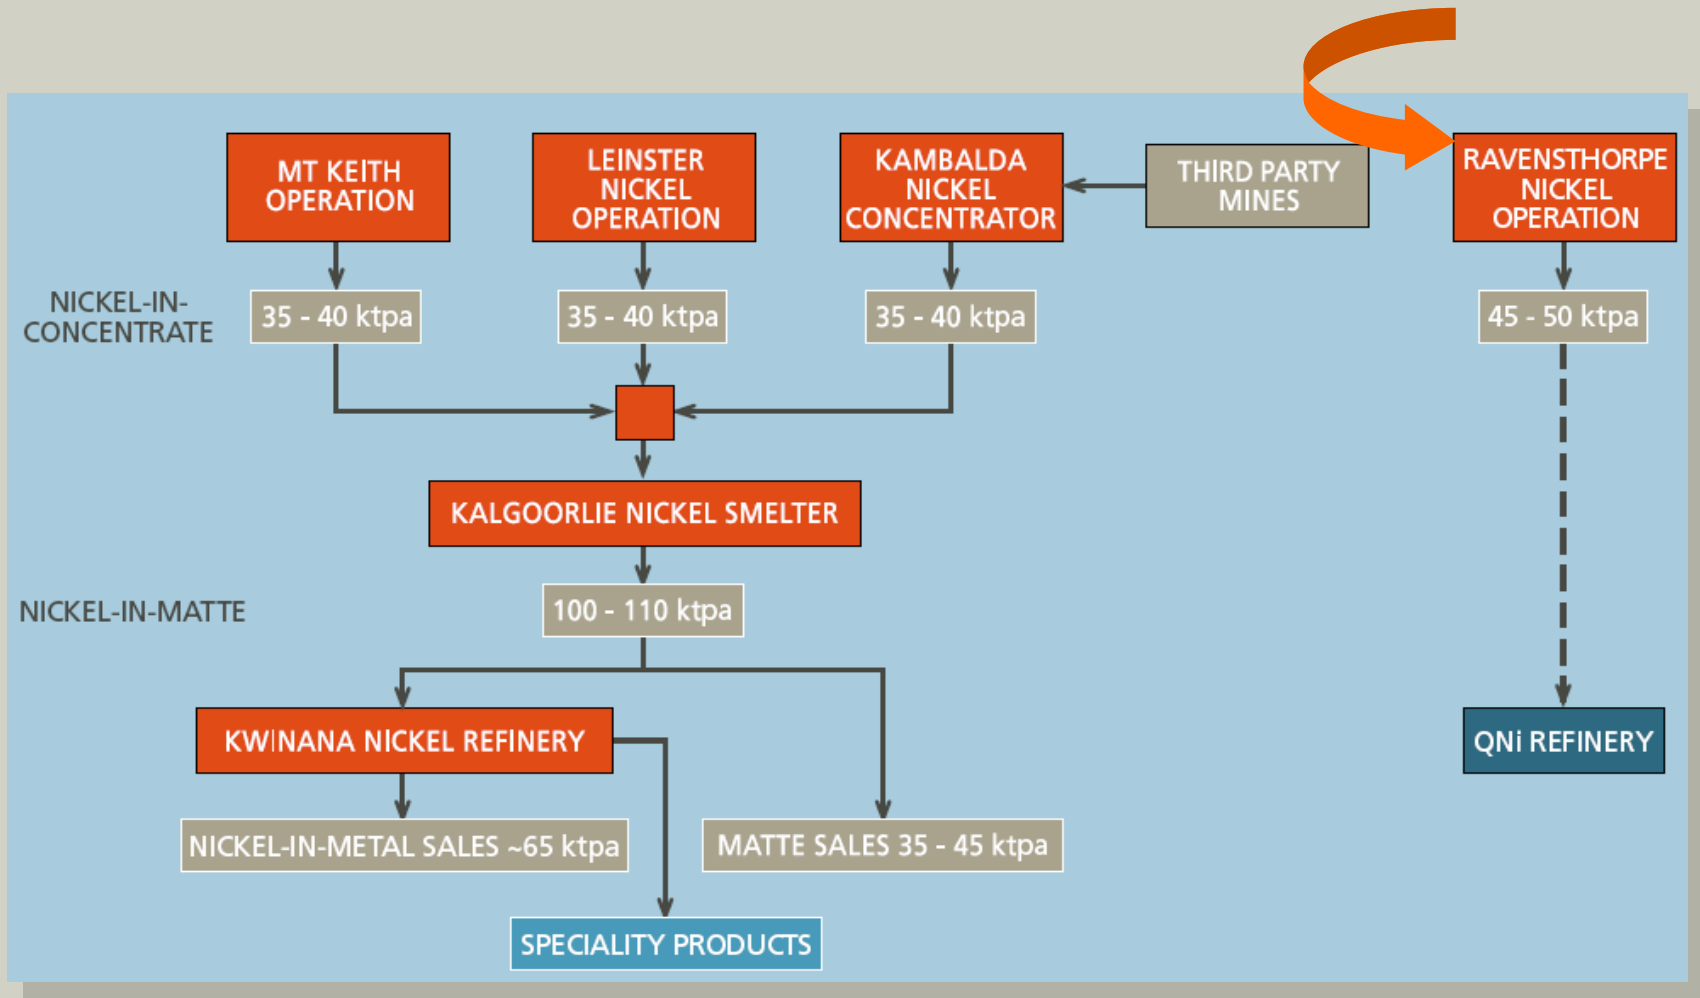 MT KEITH
OPERATION
LEINSTER
NICKEL
OPERATION
KAMBALDA
NICKEL
CONCENTRATOR
THIRD PARTY
MINES
RAVENSTHORPE
NICKEL
OPERATION
NICKEL-IN-
CONCENTRATE
35 - 40 ktpa
35 - 40 ktpa
35 - 40 ktpa
45 - 50 ktpa
KALGOORLIE NICKEL SMELTER
NICKEL-IN-MATTE
100 - 110 ktpa
KWINANA NICKEL REFINERY
QNi REFINERY
NICKEL-IN-METAL SALES ~65 ktpa
MATTE SALES 35 - 45 ktpa
SPECIALITY PRODUCTS